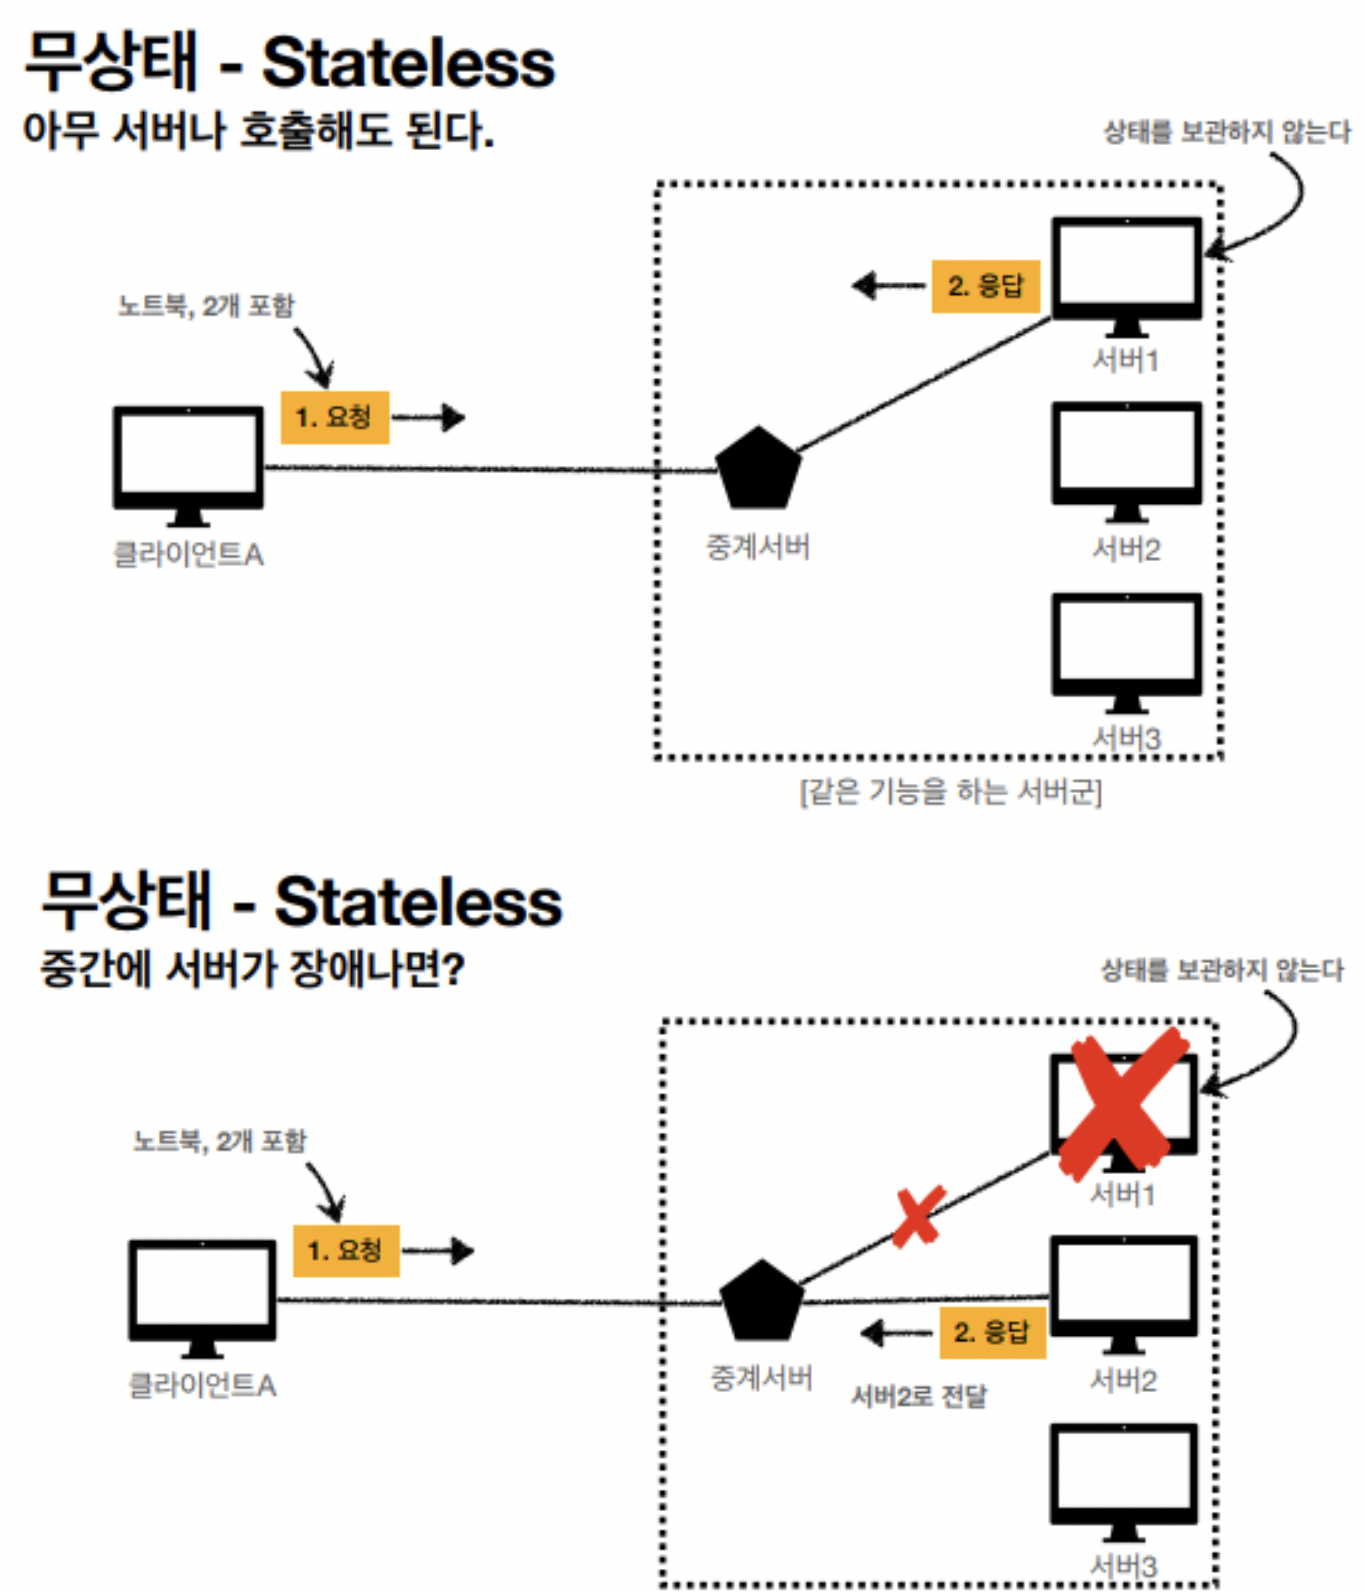 무상태 - Stateless
아무 서버나 호출해도 된다.
상태를 보관하지 않는다
노트북, 2개 포함
2. 응답
1. 요청
서버1
클라이언트A
중계서버
서버2
서버3
[같은 기능을 하는 서버군]
무상태 - Stateless
중간에 서버가 장애나면?
상태를 보관하지 않는다
노트북, 2개 포함
1. 요청
서버1
2. 응답
클라이언트A
중계서버
서버2로 전달
서버2
서버3